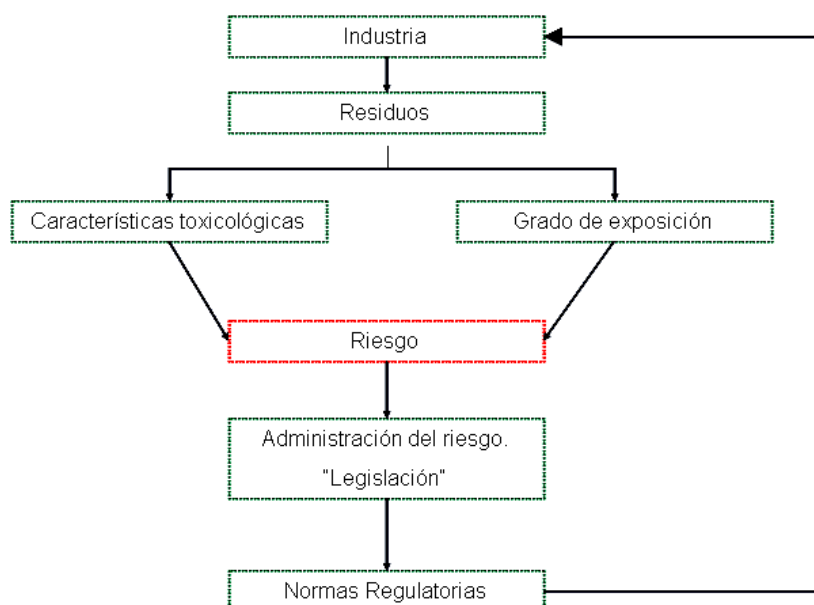 Industria
Residuos
Características toxicológicas
Grado de exposición
Riesgo
Administración del riesgo.
"Legislación"
Normas Regulatorias